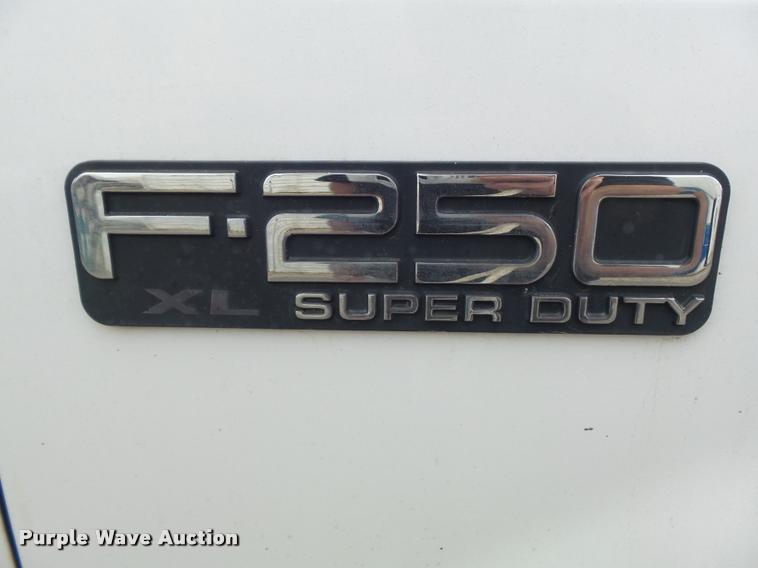 F-250
XL SUPER DUTY
Purple Wave Auction®